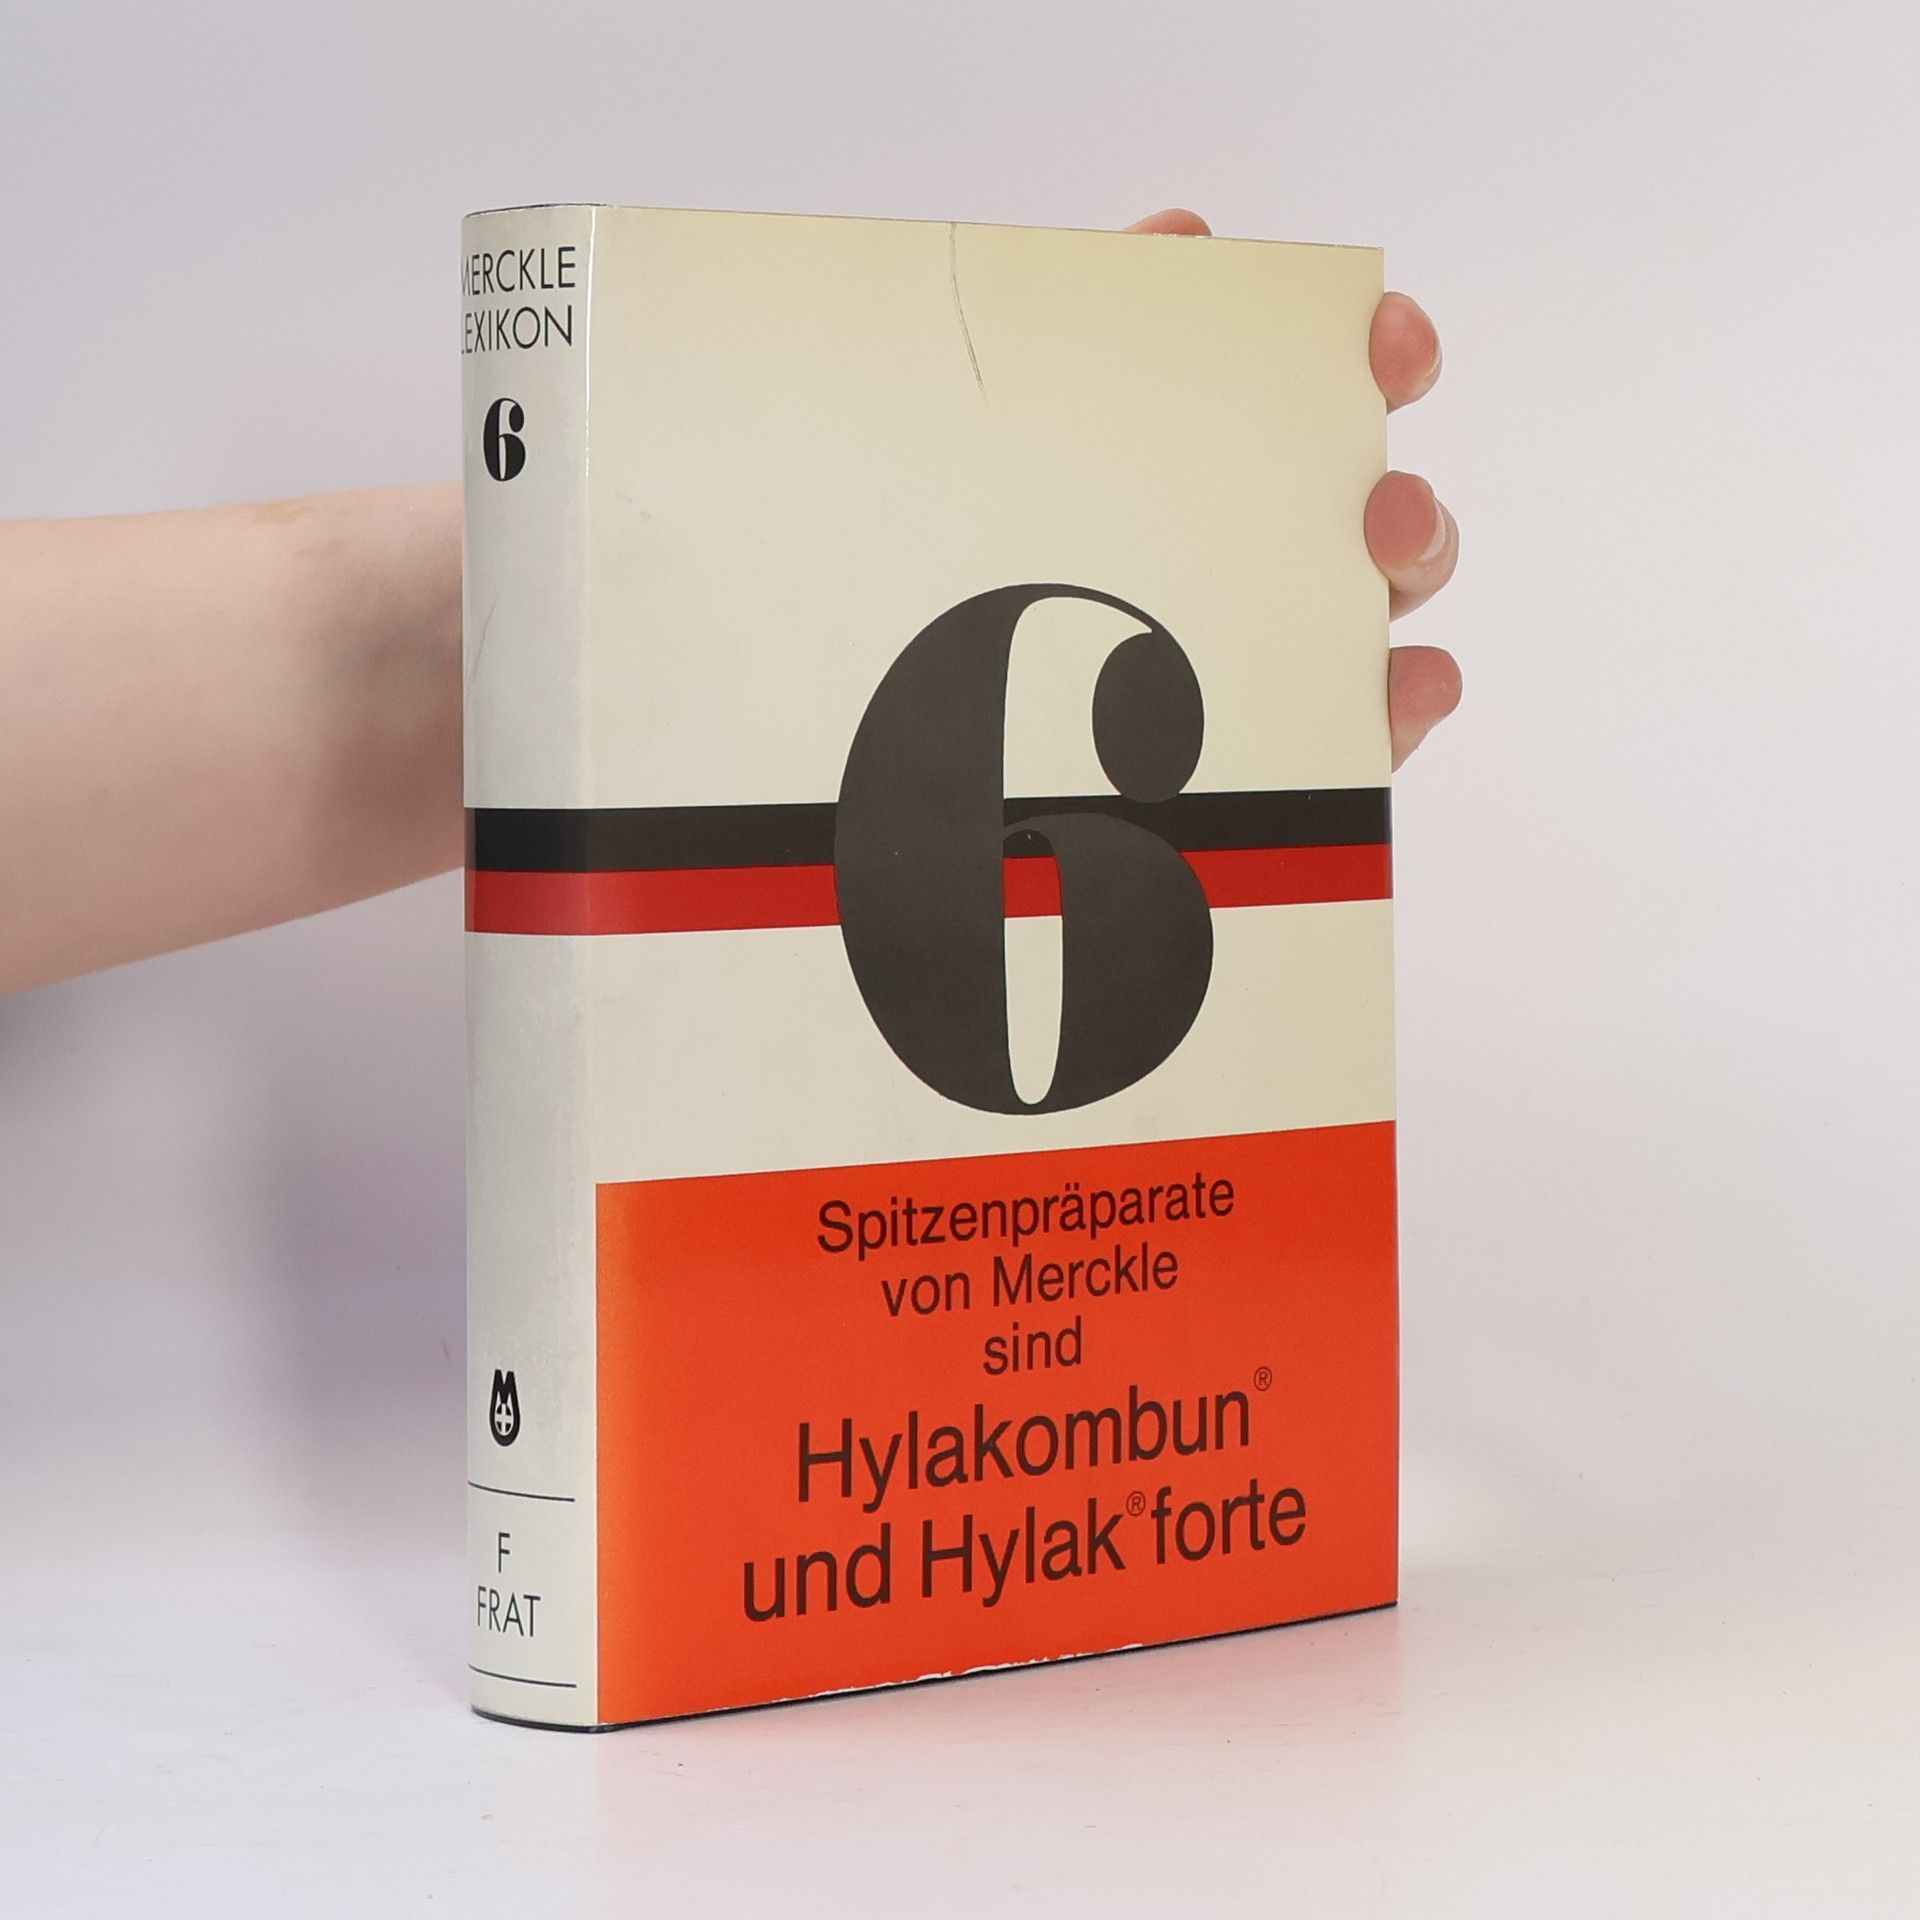 MERCKLE
LEXIKON
6
F
FRAT
6
Spitzenpräparate
von Merckle
sind
Hylakombun®
und Hylak® forte